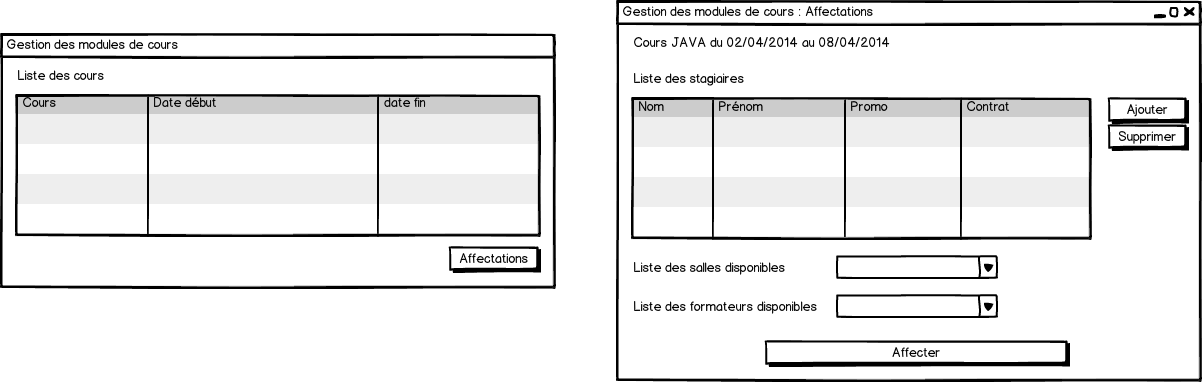 Gestion des modules de cours
Liste des cours
Cours Date début date fin
Affectations
Gestion des modules de cours : Affectations
Cours JAVA du 02/04/2014 au 08/04/2014
Liste des stagiaires
Nom Prénom Promo Contrat
Ajouter
Supprimer
Liste des salles disponibles
Liste des formateurs disponibles
Affecter